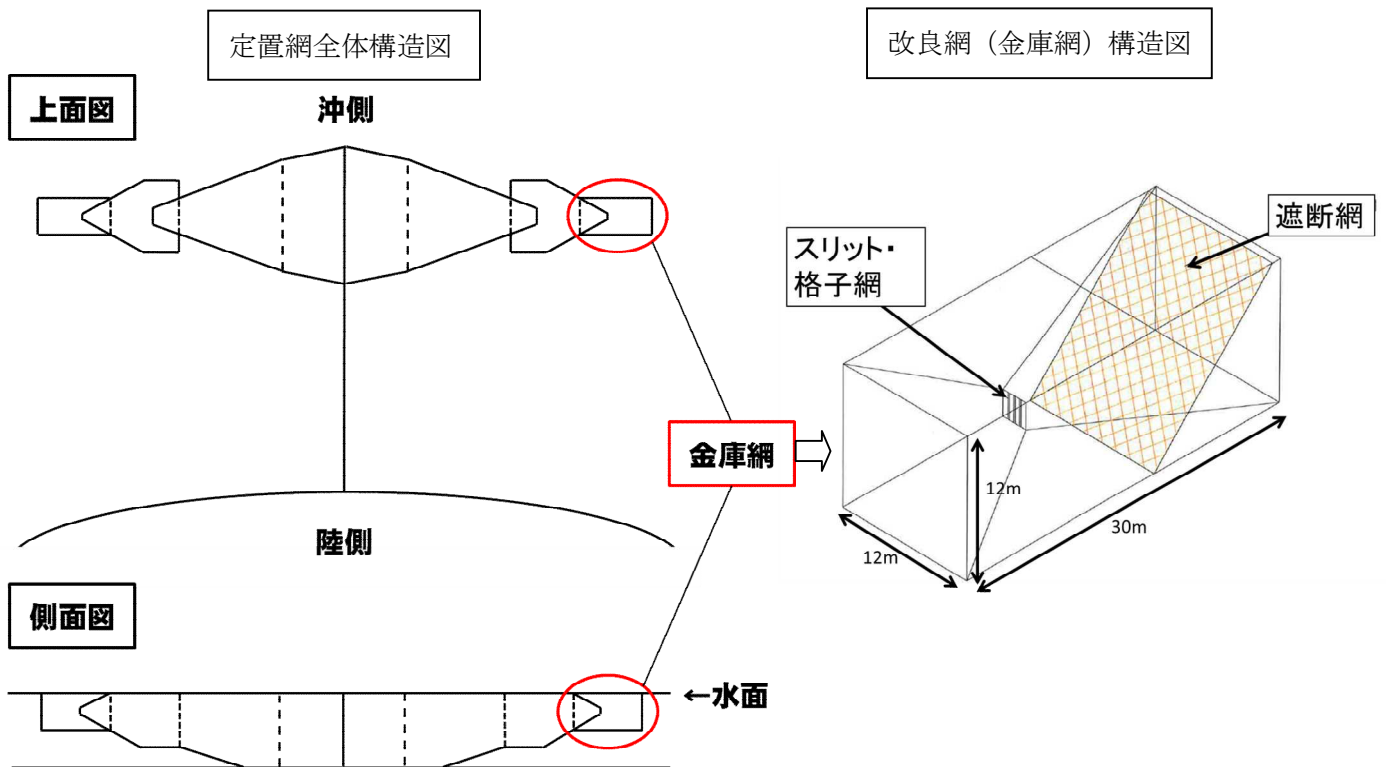 定置網全体構造図
改良網（金庫網）構造図
上面図
沖側
スリット・
格子網
遮断網
金庫網
12m
12m
30m
陸側
側面図
←水面